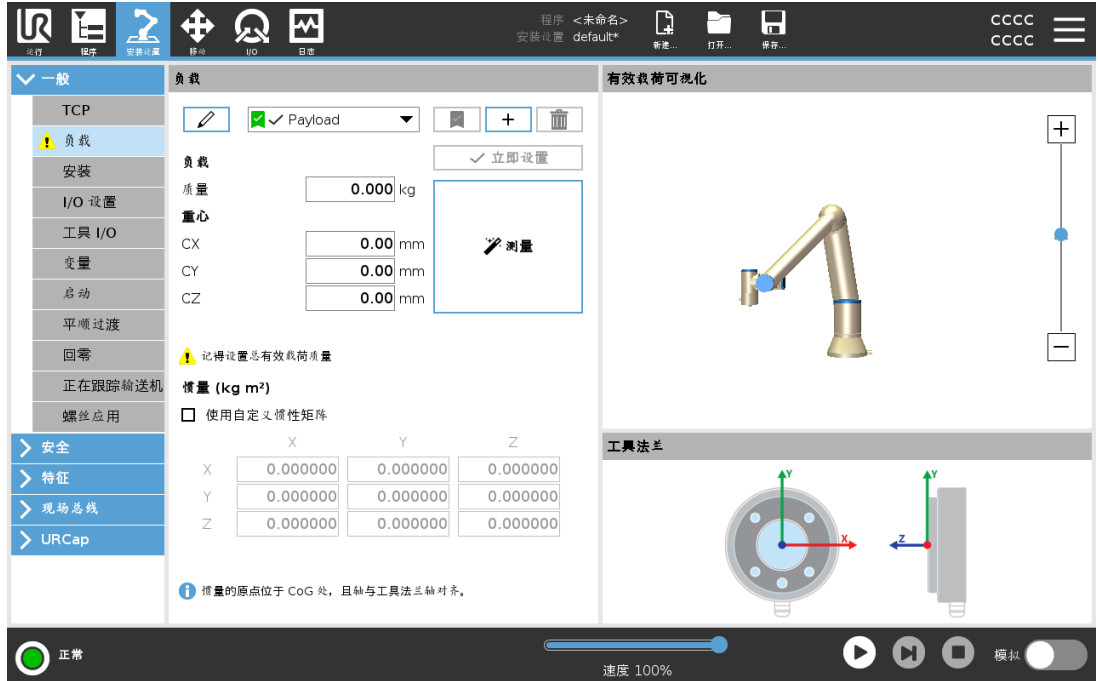 UR
运行
程序
安装设置
移动
I/O
日志
程序 <未命名>
安装设置 default*
新建...
打开...
保存...
CCCC
CCCC
一般
TCP
负载
安装
I/O 设置
工具 I/O
变量
启动
平顺过渡
回零
正在跟踪输送机
螺丝应用
安全
特征
现场总线
URCap
负载
Payload
+
负载
立即设置
质量 0.000 kg
重心
CX 0.00 mm
CY 0.00 mm
CZ 0.00 mm
测量
记得设置总有效载荷质量
惯量 (kg m²)
使用自定义惯性矩阵
X Y Z
X 0.000000 0.000000 0.000000
Y 0.000000 0.000000 0.000000
Z 0.000000 0.000000 0.000000
惯量的原点位于 CoG 处，且轴与工具法兰轴对齐。
有效载荷可视化
+
−
工具法兰
Y
X
Y
Z
正常
速度 100%
模拟